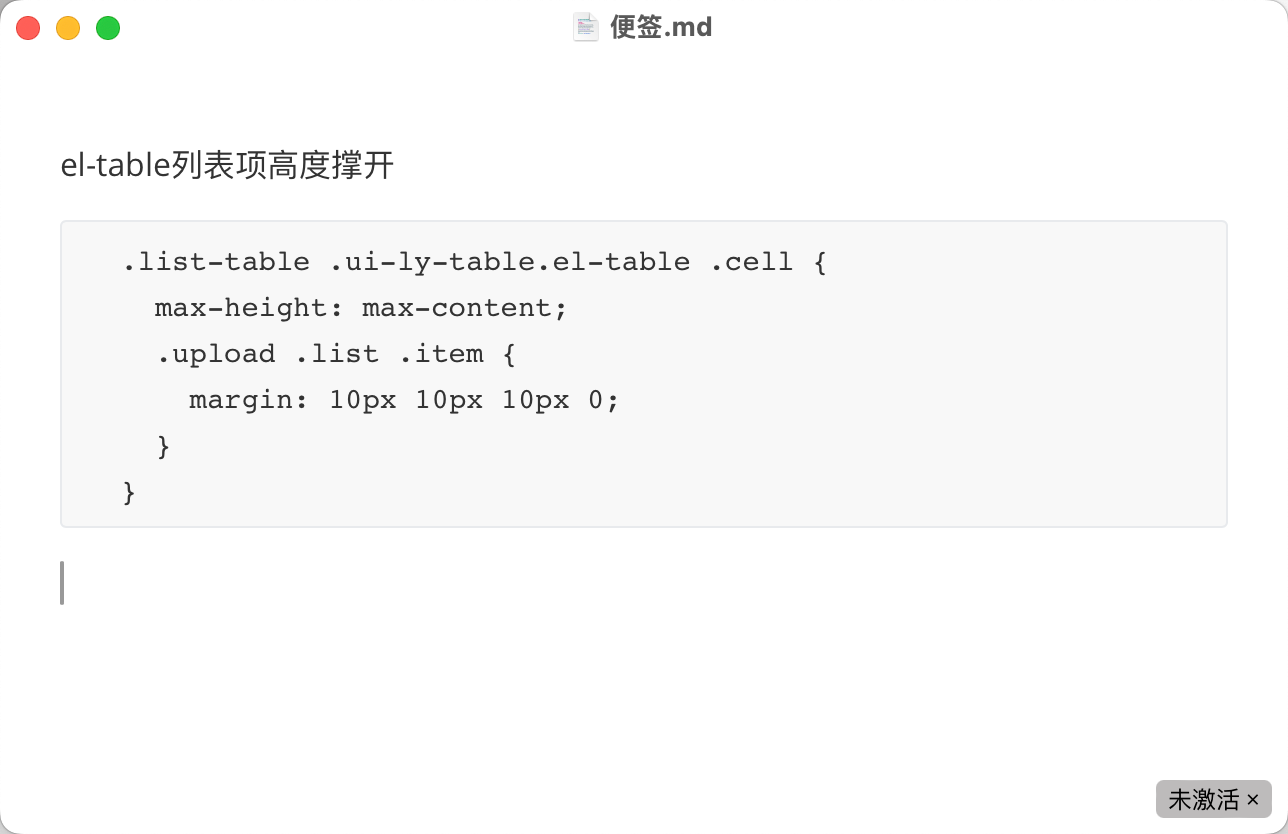 便签.md
el-table列表项高度撑开
.list-table .ui-ly-table.el-table .cell {
max-height: max-content;
.upload .list .item {
margin: 10px 10px 10px 0;
}
}
未激活 ×